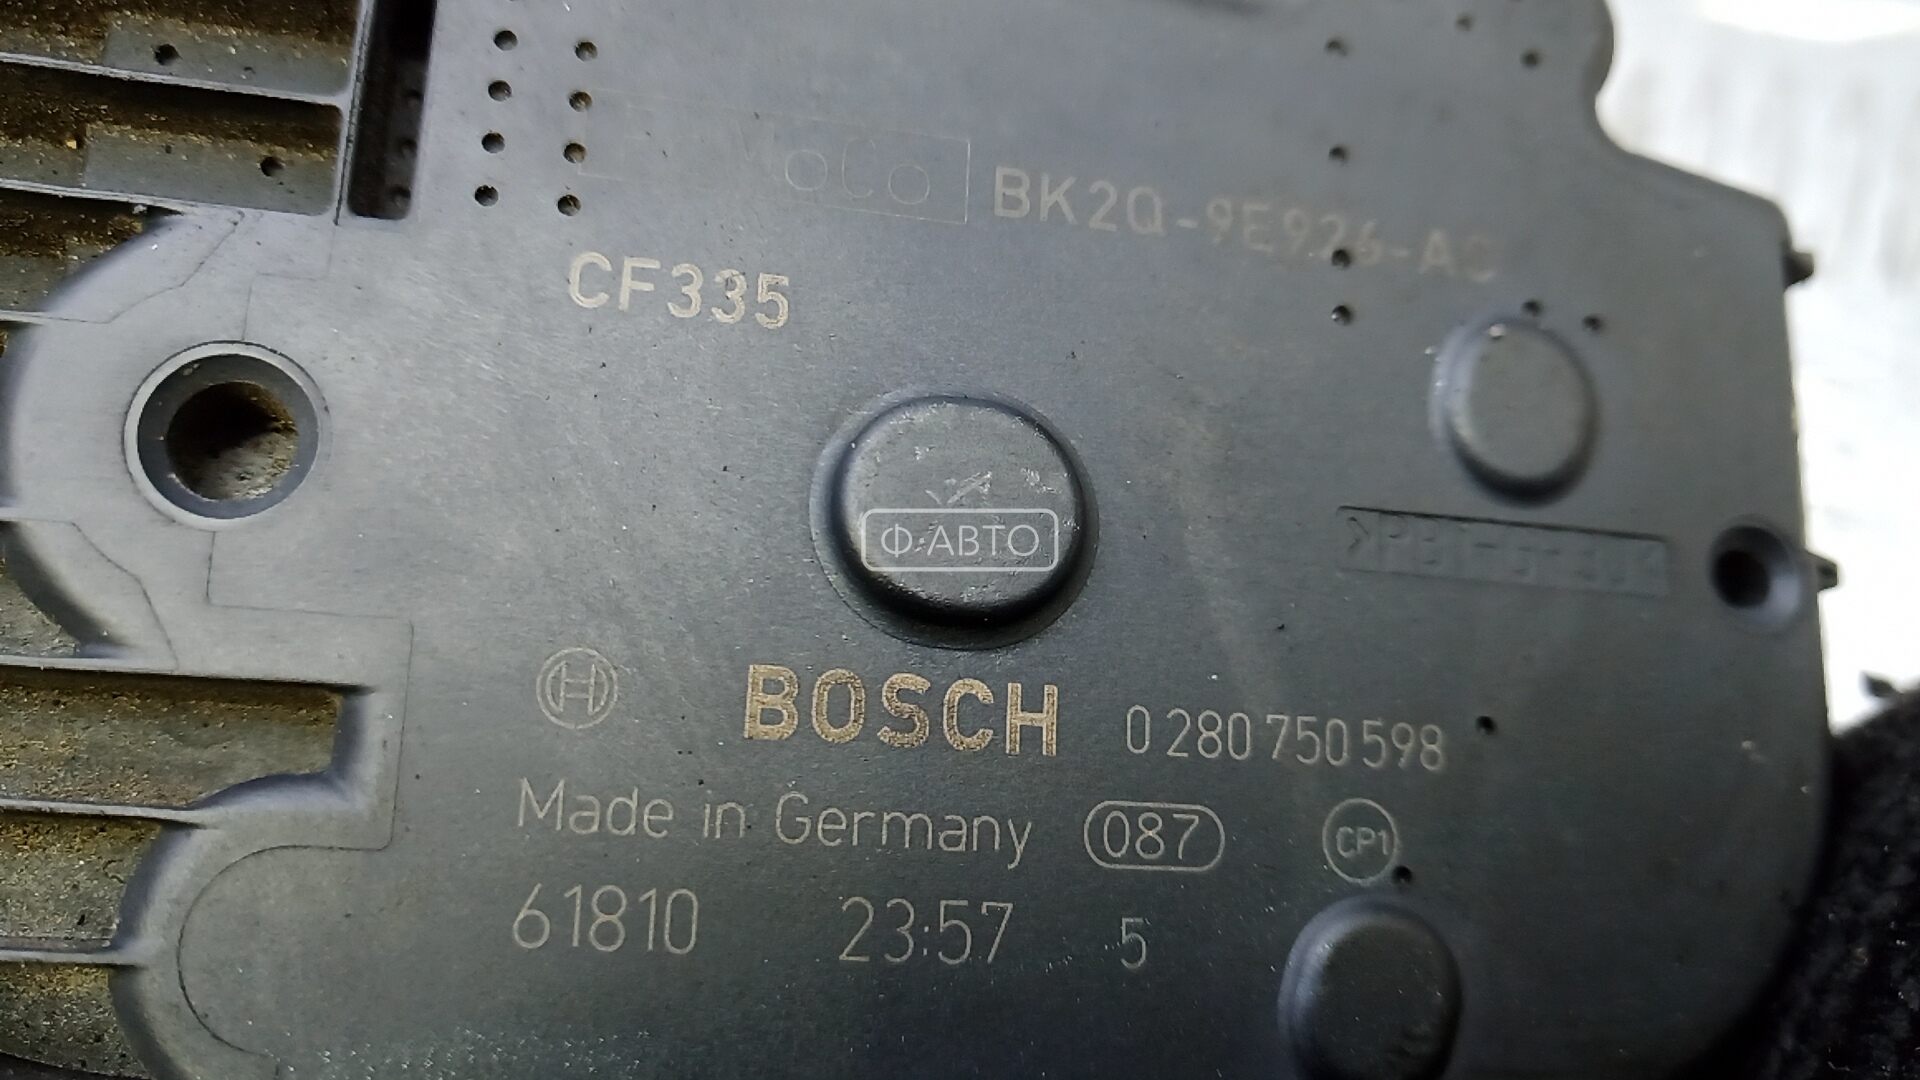 oCo BK2Q-9E926-AC
CF335
Ф·АВТО
BOSCH 0 280 750 598
Made in Germany 087 CP1
61810 23:57 5